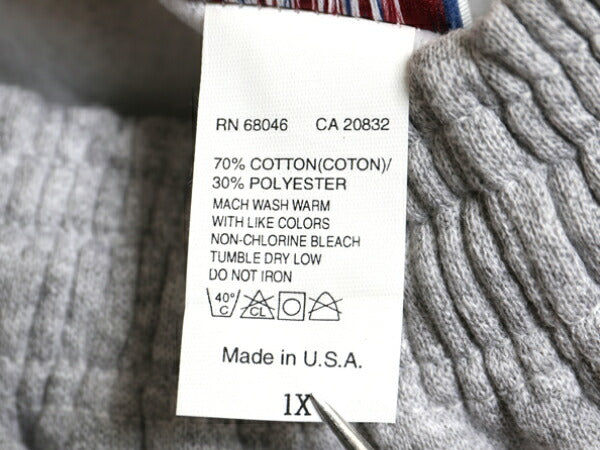 RN 68046 CA 20832
70% COTTON(COTON)/
30% POLYESTER
MACH WASH WARM
WITH LIKE COLORS
NON-CHLORINE BLEACH
TUMBLE DRY LOW
DO NOT IRON
40°
C CL
Made in U.S.A.
1X